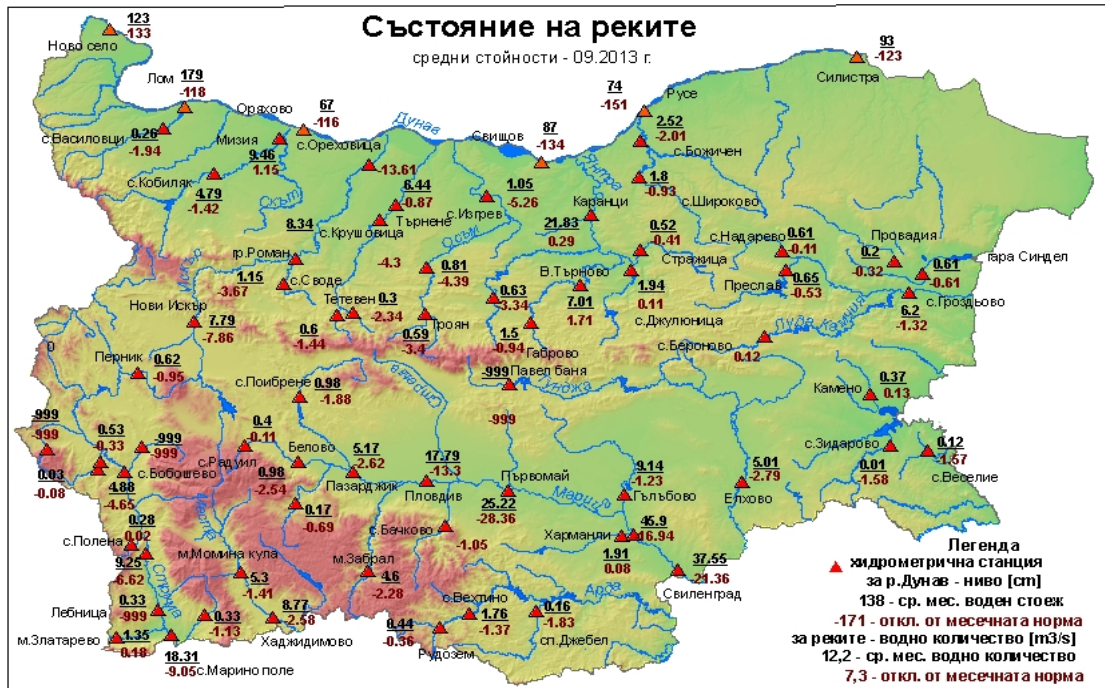 Състояние на реките
средни стойности - 09.2013 г.
123
-133
Ново село
Лом
179
-118
Оряхово
67
-116
Дунав
Свищов
87
-134
74
-151
Русе
93
-123
Силистра
с.Василовци
0.26
-1.94
Мизия
9.46
1.15
с.Ореховица
-13.61
2.52
-2.01
с.Божичен
Янтра
с.Кобиляк
4.79
-1.42
Скът
6.44
-0.87
Търнене
с.Крушовица
с.Изгрев
1.05
-5.26
Осъм
Каранци
21.83
0.29
1.8
-0.93
с.Широково
8.34
гр.Роман
-4.3
0.81
-4.39
0.52
-0.41
Стражица
с.Надарево
0.61
-0.11
Провадия
0.2
-0.32
гара Синдел
0.61
-0.61
1.15
-3.67
с.Своде
Искър
Тетевен
0.3
-2.34
0.63
-3.34
В.Търново
7.01
1.71
1.94
0.11
с.Джулюница
Преслав
0.65
-0.53
с.Гроздьово
6.2
-1.32
Луда Камчия
Нови Искър
7.79
-7.86
0.6
-1.44
0.59
-3.4
Троян
1.5
-0.94
Габрово
с.Бероново
0.12
0
Перник
0.62
-0.95
с.Поибрене
0.98
-1.88
Стряма
-999
Павел баня
-999
Тунджа
Камено
0.37
0.13
-999
-999
0.53
0.33
-999
-999
0.4
-0.11
с.Радуил
Белово
0.98
-2.54
5.17
-2.62
Пазарджик
17.79
-13.3
Пловдив
Първомай
25.22
-28.36
Марица
9.14
-1.23
Гълъбово
5.01
-2.79
Елхово
с.Зидарово
0.01
-1.58
0.12
-1.57
с.Веселие
0.03
-0.08
с.Бобошево
4.88
-4.65
0.17
-0.69
Места
с.Бачково
-1.05
Харманли
45.9
-16.94
1.91
0.08
37.55
-21.36
Свиленград
0.28
0.02
с.Полена
9.25
-6.62
Струма
м.Момина кула
5.3
-1.41
м.Забрал
4.6
-2.28
Арда
Лебница
0.33
-999
0.33
-1.13
8.77
-2.58
Хаджидимово
с.Вехтино
1.76
-1.37
0.16
-1.83
сп.Джебел
8.44
-0.36
Рудозем
м.Златарево
1.35
0.18
18.31
-9.05
с.Марино поле
Легенда
хидрометрична станция
за р.Дунав - ниво [cm]
138 - ср. мес. воден стоеж
-171 - откл. от месечната норма
за реките - водно количество [m3/s]
12,2 - ср. мес. водно количество
7,3 - откл. от месечната норма